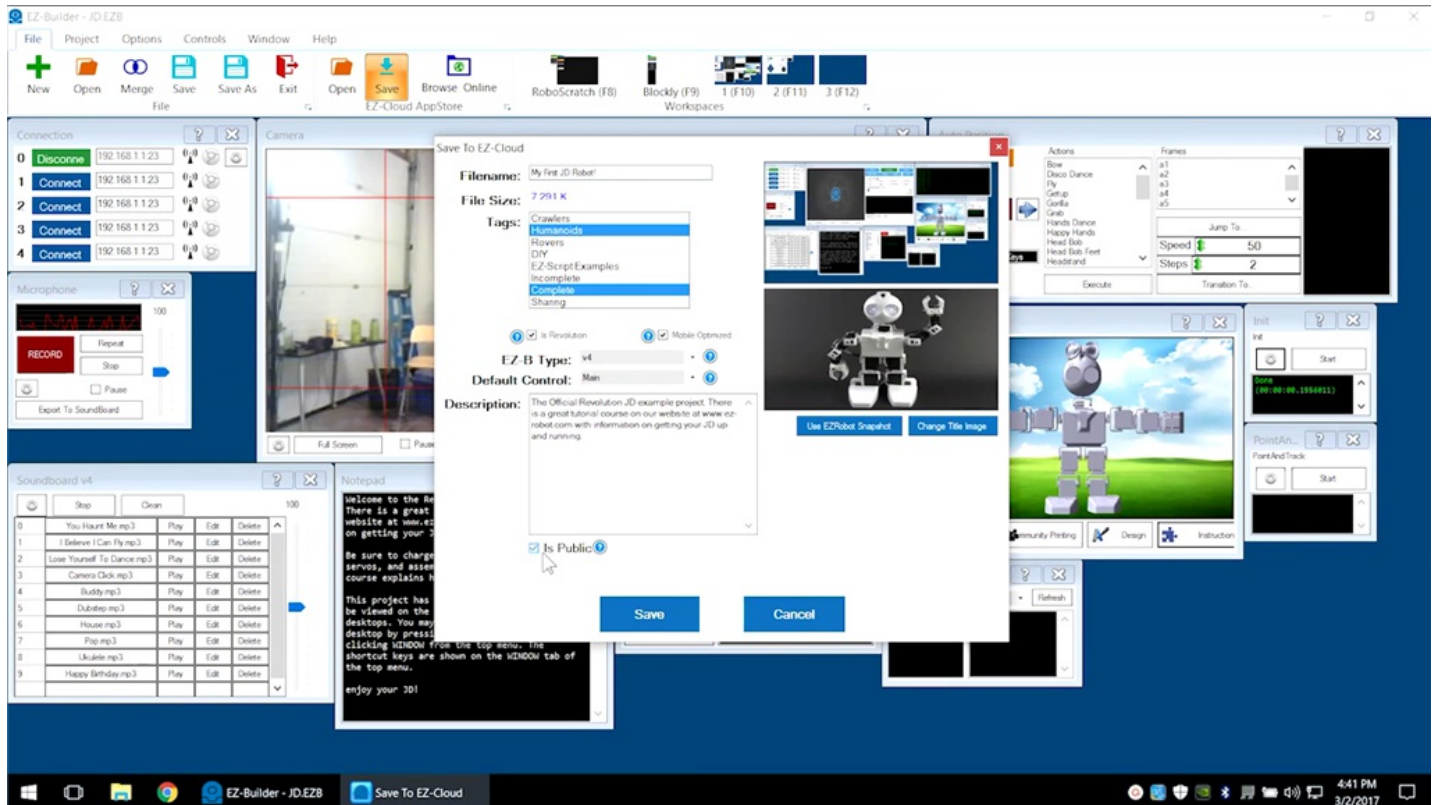 EZ-Builder - JD.EZB
File Project Options Controls Window Help
New Open Merge Save Save As Exit Open Save Browse Online RoboScratch (F8) Blockly (F9) 1 (F10) 2 (F11) 3 (F12)
File EZ-Cloud AppStore Workspaces
Connection
0 Disconne 192.168.1.1:23
1 Connect 192.168.1.1:23
2 Connect 192.168.1.1:23
3 Connect 192.168.1.1:23
4 Connect 192.168.1.1:23
Microphone
100
RECORD
Repeat
Stop
Pause
Export To SoundBoard
Camera
Full Screen
Save To EZ-Cloud
Filename: My First JD Robot!
File Size: 7 291 K
Tags: Crawlers
Humanoids
Rovers
DIY
EZ-Script Examples
Incomplete
Complete
Sharing
Is Revolution Mobile Optimized
EZ-B Type: v4
Default Control: Main
Description: The Official Revolution JD example project. There
is a great tutorial course on our website at www.ez-
robot.com with information on getting your JD up
and running.
Is Public
Save Cancel
Use EZRobot Snapshot Change Title Image
Actions
Bow
Disco Dance
Fly
Getup
Gorilla
Grab
Hands Dance
Happy Hands
Head Bob
Head Bob Feet
Headstand
Execute
Frames
a1
a2
a3
a4
a5
Jump To.
Speed 50
Steps 2
Transition To...
Init
Init
Start
Done
(00:00:00.1556011)
PointAn...
PointAndTrack
Start
Design
Instruction
Refresh
Soundboard v4
Stop Clean 100
0 You Haunt Me.mp3 Play Edit Delete
1 I Believe I Can Fly.mp3 Play Edit Delete
2 Lose Yourself To Dance.mp3 Play Edit Delete
3 Camera Click.mp3 Play Edit Delete
4 Buddy.mp3 Play Edit Delete
5 Dubstep.mp3 Play Edit Delete
6 House.mp3 Play Edit Delete
7 Pop.mp3 Play Edit Delete
8 Ukulele.mp3 Play Edit Delete
9 Happy Birthday.mp3 Play Edit Delete
Notepad
Welcome to the Re
There is a great
website at www.ez
on getting your J
Be sure to charge
servos, and assem
course explains h
This project has
be viewed on the
desktops. You may
desktop by pressi
clicking WINDOW from the top menu. The
shortcut keys are shown on the WINDOW tab of
the top menu.
enjoy your JD!
EZ-Builder - JD.EZB Save To EZ-Cloud
4:41 PM
3/2/2017